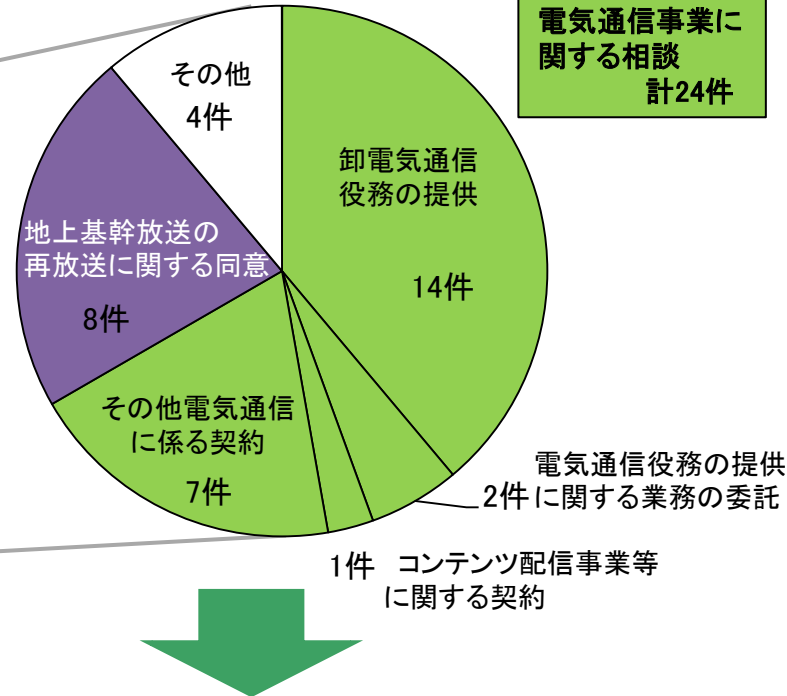 電気通信事業に
関する相談
計24件
その他
4件
卸電気通信
役務の提供
14件
地上基幹放送の
再放送に関する同意
8件
その他電気通信
に係る契約
7件
電気通信役務の提供
2件に関する業務の委託
1件 コンテンツ配信事業等
に関する契約